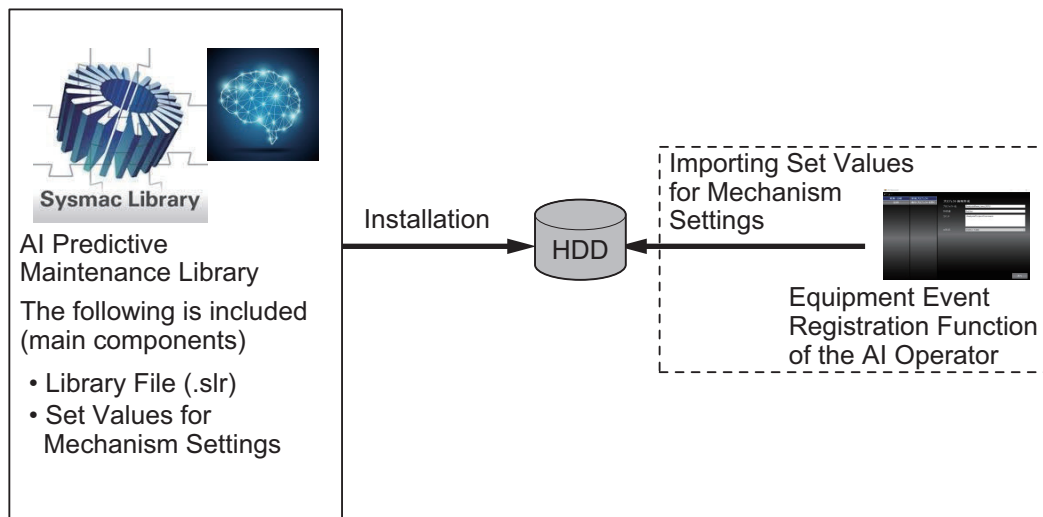 Sysmac Library
AI Predictive
Maintenance Library
The following is included
(main components)
• Library File (.slr)
• Set Values for
Mechanism Settings
Installation
HDD
Importing Set Values
for Mechanism
Settings
Equipment Event
Registration Function
of the AI Operator